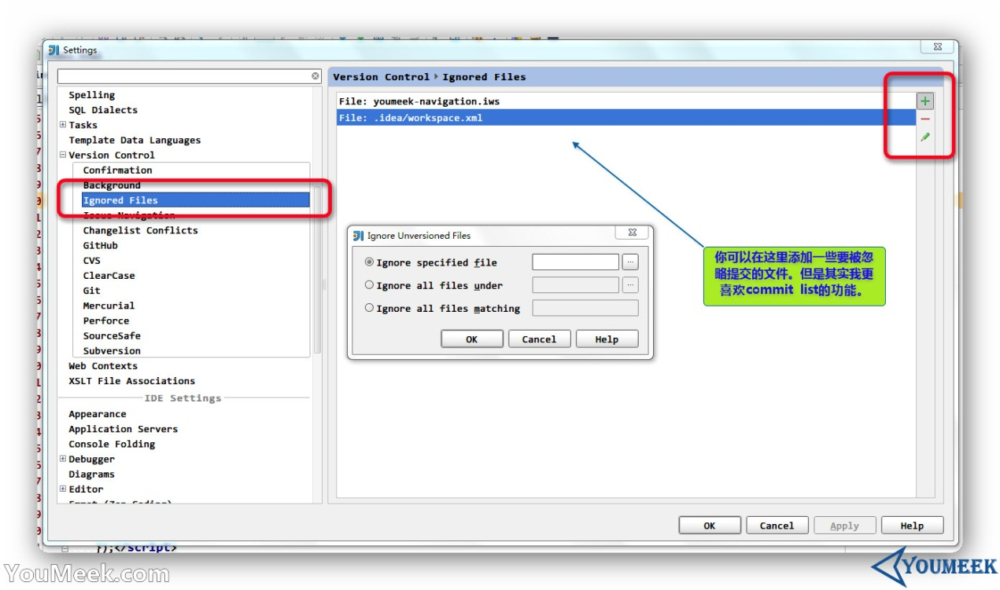 Settings
Version Control ▸ Ignored Files
Spelling
SQL Dialects
Tasks
Template Data Languages
Version Control
Confirmation
Background
Ignored Files
Issue Navigation
Changelist Conflicts
GitHub
CVS
ClearCase
Git
Mercurial
Perforce
SourceSafe
Subversion
Web Contexts
XSLT File Associations
IDE Settings
Appearance
Application Servers
Console Folding
Debugger
Diagrams
Editor
Emmet (Zen Coding)
File: youmeek-navigation.iws
File: .idea/workspace.xml
Ignore Unversioned Files
Ignore specified file
...
Ignore all files under
...
Ignore all files matching
OK Cancel Help
你可以在这里添加一些要被忽
略提交的文件。但是其实我更
喜欢commit list的功能。
OK Cancel Apply Help
});</script>
YouMeek.com
YOUMEEK